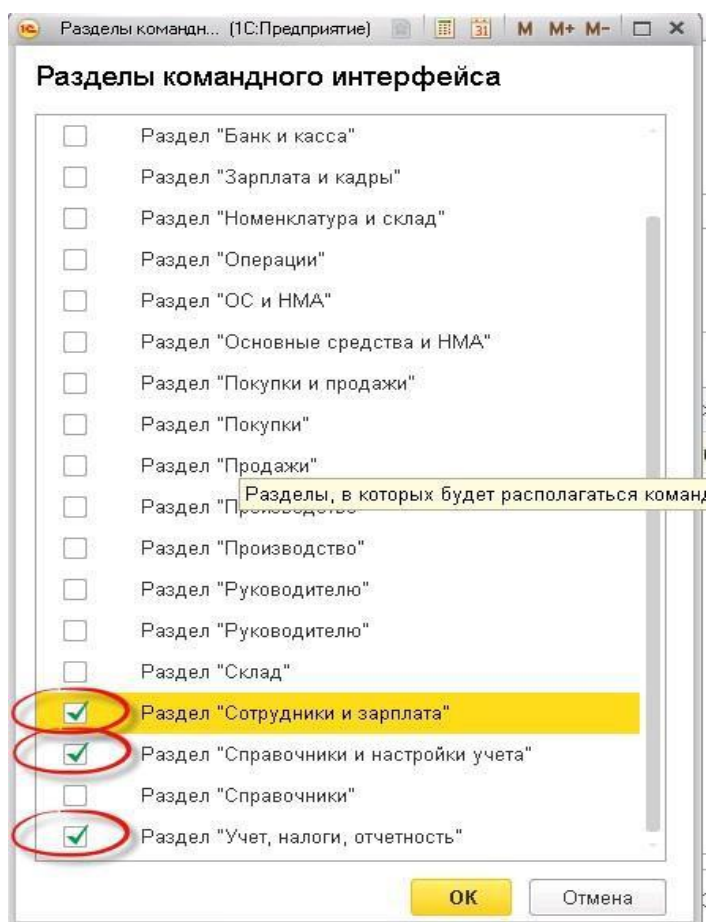 1С Разделы командн... (1С:Предприятие) 31 M M+ M-
Разделы командного интерфейса
Раздел "Банк и касса"
Раздел "Зарплата и кадры"
Раздел "Номенклатура и склад"
Раздел "Операции"
Раздел "ОС и НМА"
Раздел "Основные средства и НМА"
Раздел "Покупки и продажи"
Раздел "Покупки"
Раздел "Продажи"
Разделы, в которых будет располагаться команд
Раздел
Раздел "Производство"
Раздел "Руководителю"
Раздел "Руководителю"
Раздел "Склад"
Раздел "Сотрудники и зарплата"
Раздел "Справочники и настройки учета"
Раздел "Справочники"
Раздел "Учет, налоги, отчетность"
ОК Отмена